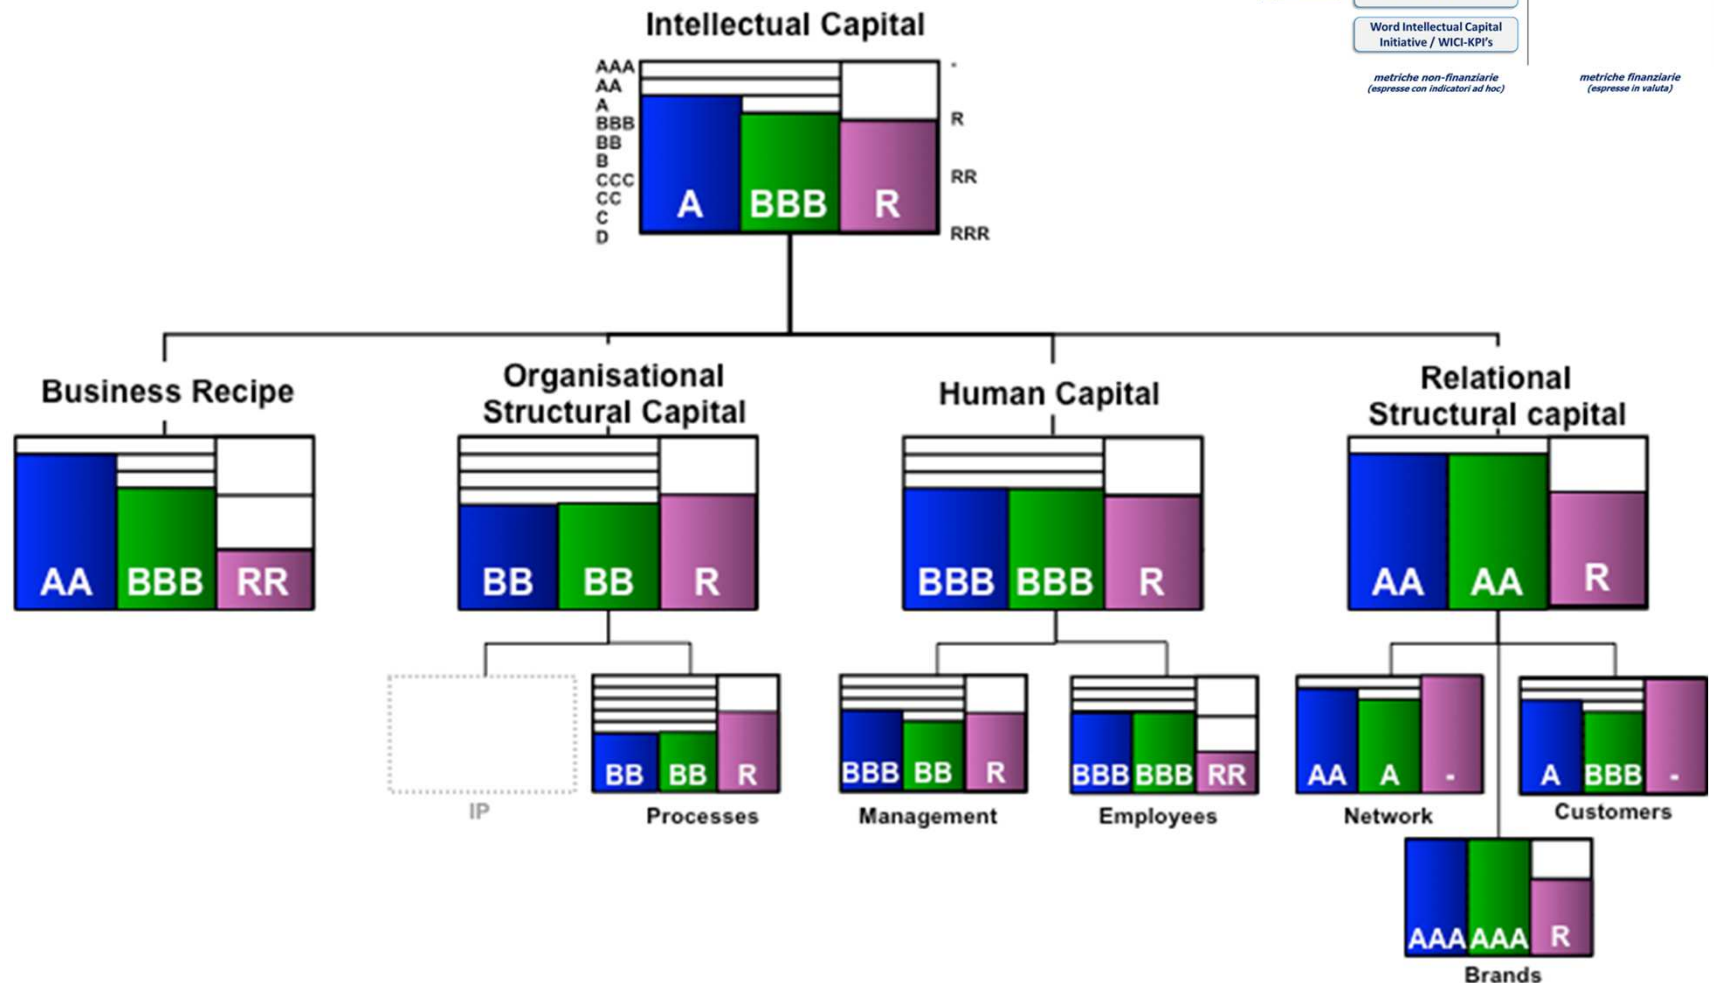 Intellectual Capital
Word Intellectual Capital
Initiative / WICI-KPI's
metriche non-finanziarie
(espresse con indicatori ad hoc)
metriche finanziarie
(espresse in valuta)
AAA
AA
A
BBB
BB
B
CCC
CC
C
D
A BBB R
-
R
RR
RRR
Business Recipe
Organisational
Structural Capital
Human Capital
Relational
Structural capital
AA BBB RR
BB BB R
BBB BBB R
AA AA R
IP
BB BB R
Processes
BBB BB R
Management
BBB BBB RR
Employees
AA A -
Network
A BBB -
Customers
AAA AAA R
Brands